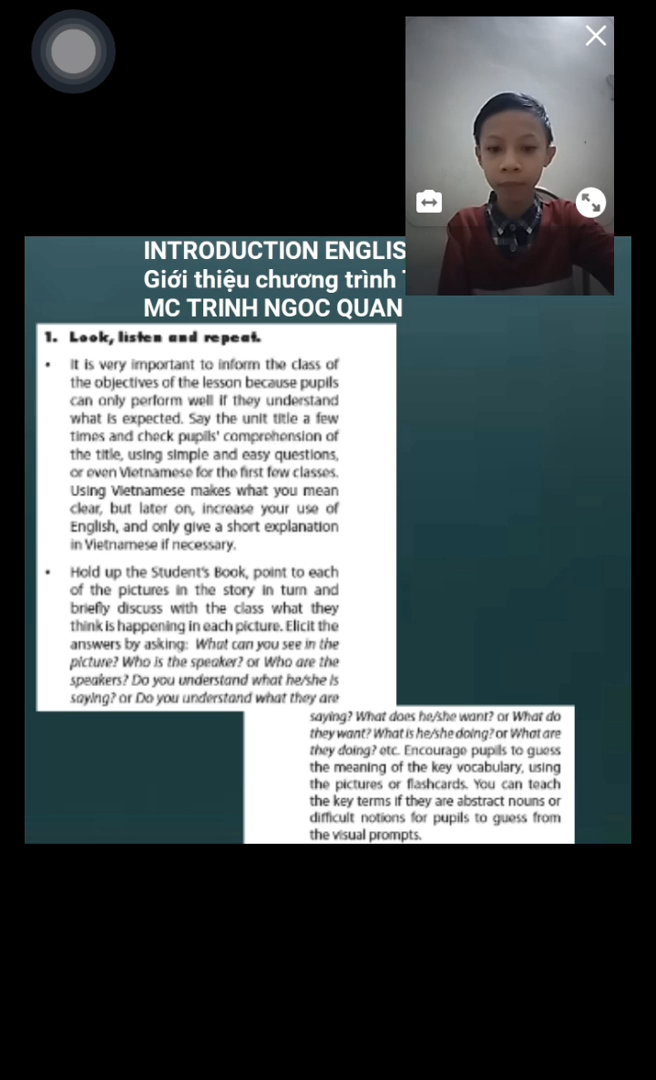 INTRODUCTION ENGLIS
Giới thiệu chương trình
MC TRINH NGOC QUAN
1. Look, listen and repeat.
• It is very important to inform the class of
the objectives of the lesson because pupils
can only perform well if they understand
what is expected. Say the unit title a few
times and check pupils' comprehension of
the title, using simple and easy questions,
or even Vietnamese for the first few classes.
Using Vietnamese makes what you mean
clear, but later on, increase your use of
English, and only give a short explanation
in Vietnamese if necessary.
• Hold up the Student's Book, point to each
of the pictures in the story in turn and
briefly discuss with the class what they
think is happening in each picture. Elicit the
answers by asking: What can you see in the
picture? Who is the speaker? or Who are the
speakers? Do you understand what he/she is
saying? or Do you understand what they are
saying? What does he/she want? or What do
they want? What is he/she doing? or What are
they doing? etc. Encourage pupils to guess
the meaning of the key vocabulary, using
the pictures or flashcards. You can teach
the key terms if they are abstract nouns or
difficult notions for pupils to guess from
the visual prompts.